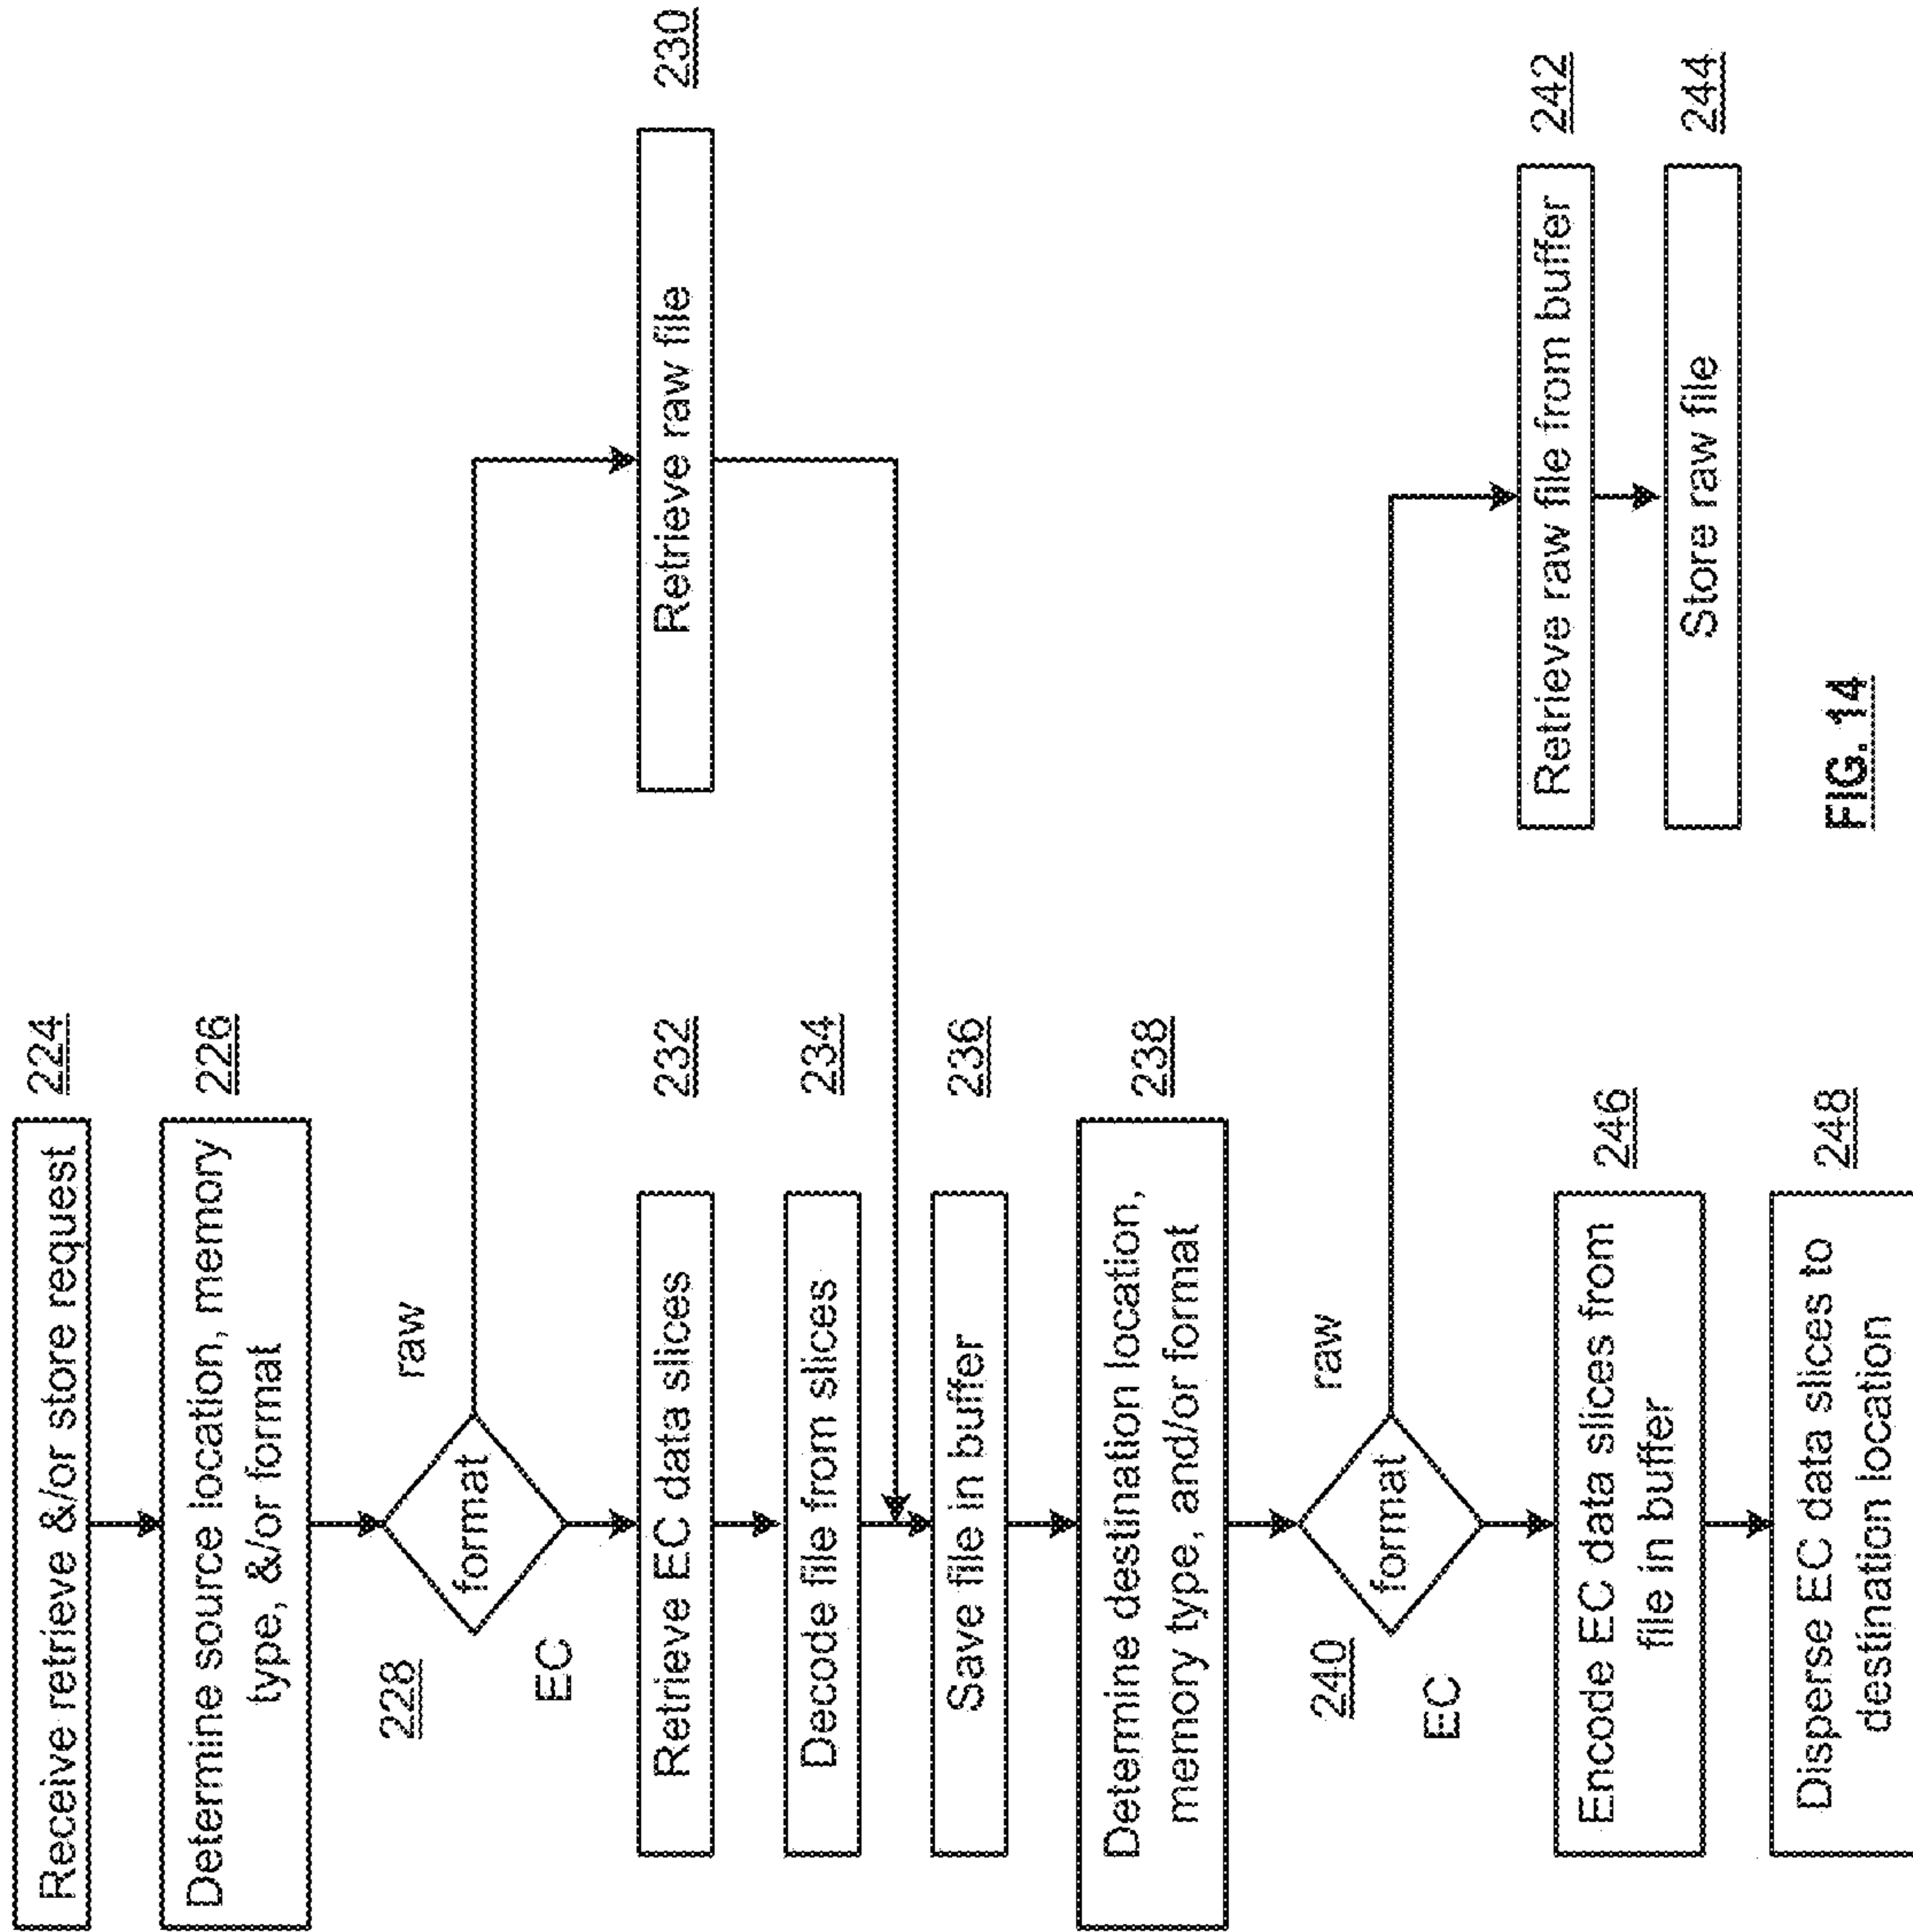 Receive retrieve &/or store request
224
Determine source location, memory
type, &/or format
226
228
format
raw
EC
Retrieve raw file
230
Retrieve EC data slices
232
Decode file from slices
234
Save file in buffer
236
Determine destination location,
memory type, and/or format
238
240
format
raw
EC
Retrieve raw file from buffer
242
Store raw file
244
Encode EC data slices from
file in buffer
246
Disperse EC data slices to
destination location
248
FIG. 14